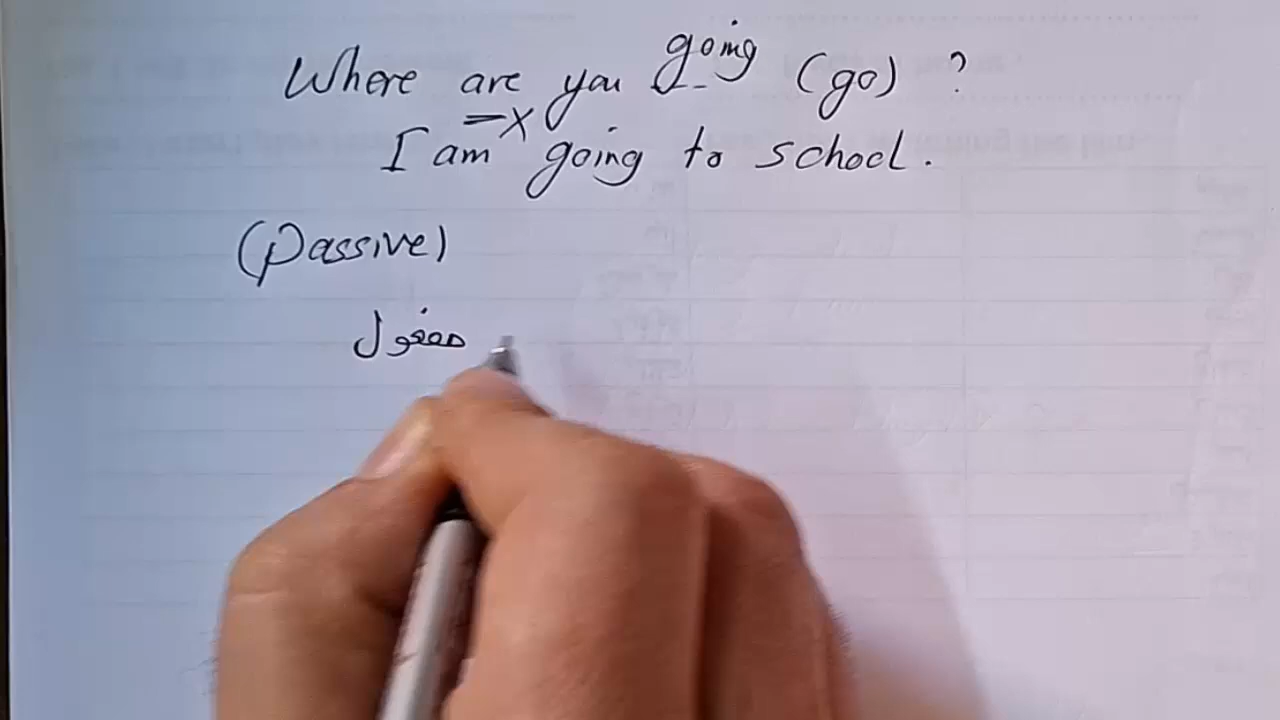 Where are you going (go) ?
I am going to school.
(passive)
مفعول